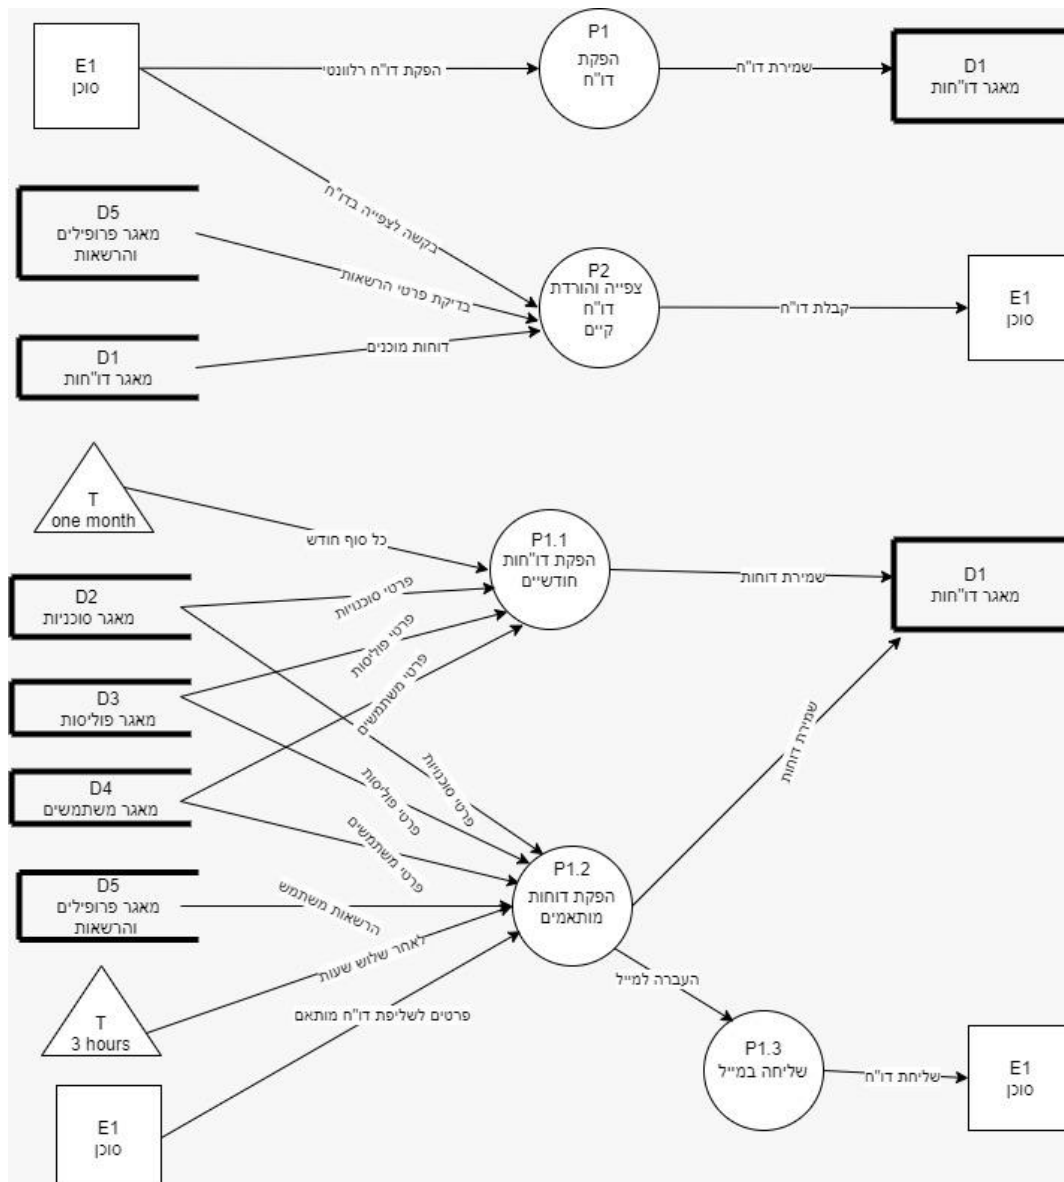 E1
סוכן
הפקת דו"ח רלוונטי
P1
הפקת
דו"ח
שמירת דו"ח
D1
מאגר דו"חות
בקשה לצפייה בדו"ח
D5
מאגר פרופילים
והרשאות
בדיקת פרטי הרשאות
P2
צפייה והורדת
דו"ח
קיים
קבלת דו"ח
E1
סוכן
D1
מאגר דו"חות
דוחות מוכנים
T
one month
כל סוף חודש
P1.1
הפקת דו"חות
חודשיים
שמירת דוחות
D1
מאגר דו"חות
D2
מאגר סוכניות
פרטי סוכנויות
פרטי פוליסות
פרטי משתמשים
D3
מאגר פוליסות
D4
מאגר משתמשים
פרטי סוכנויות
פרטי פוליסות
פרטי משתמשים
שמירת דוחות
P1.2
הפקת דוחות
מותאמים
D5
מאגר פרופילים
והרשאות
הרשאות משתמש
לאחר שלוש שעות
T
3 hours
פרטים לשליפת דו"ח מותאם
העברה למייל
P1.3
שליחה במייל
שליחת דו"ח
E1
סוכן
E1
סוכן